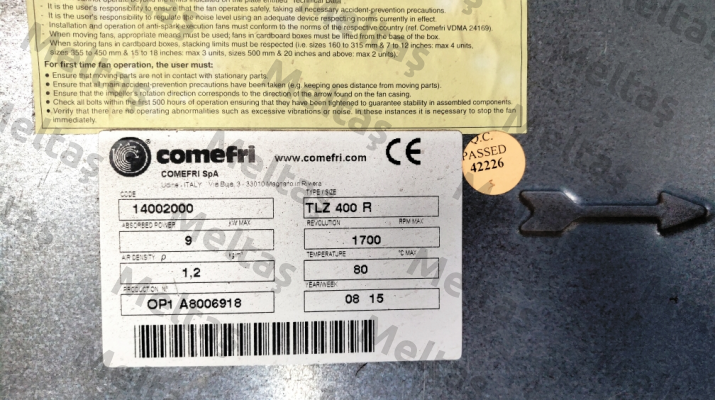 It is the user's responsibility to see that the fan operates safely, taking all necessary accident-prevention precautions.
- It is the user's responsibility to regulate the noise level using an adequate device respecting norms currently in effect.
- Installation and operation of anti-spark execution fans must conform to the norms of the respective country (ref. Comefri VDMA 24169).
- When moving fans, appropriate means must be used; fans in cardboard boxes must be lifted from the base of the box.
- When storing fans in cardboard boxes, stacking limits must be respected (i.e. sizes 160 to 315 mm & 7 to 12 inches: max 4 units,
sizes 355 to 450 mm & 15 to 18 inches: max 3 units, sizes 500 mm & 20 inches and above: max 2 units).
For first time fan operation, the user must:
● Ensure the moving parts are not in contact with stationary parts.
● Ensure that all accident-prevention precautions have been taken (e.g. keeping ones distance from moving parts).
● Ensure that the impeller's rotation direction corresponds to the direction of the arrow found on the fan casing.
● Check all bolts within the first 500 hours of operation ensuring that they have been tightened to guarantee stability in assembled components.
● Verify that there are no operating abnormalities such as excessive vibrations or noise. In these instances it is necessary to stop the fan
immediately.
comefri
www.comefri.com
CE
COMEFRI SpA
Udine - ITALY
Q.C.
PASSED
42226
CODE
14002000
TYPE/SIZE
TLZ 400 R
ABSORBED POWER
KW MAX
9
REVOLUTION
RPM MAX
1700
AIR DENSITY ρ
kg/m³
1,2
TEMPERATURE
°C MAX
80
PRODUCTION N°
OP1 A8006918
YEAR/WEEK
08 15
Meltaş